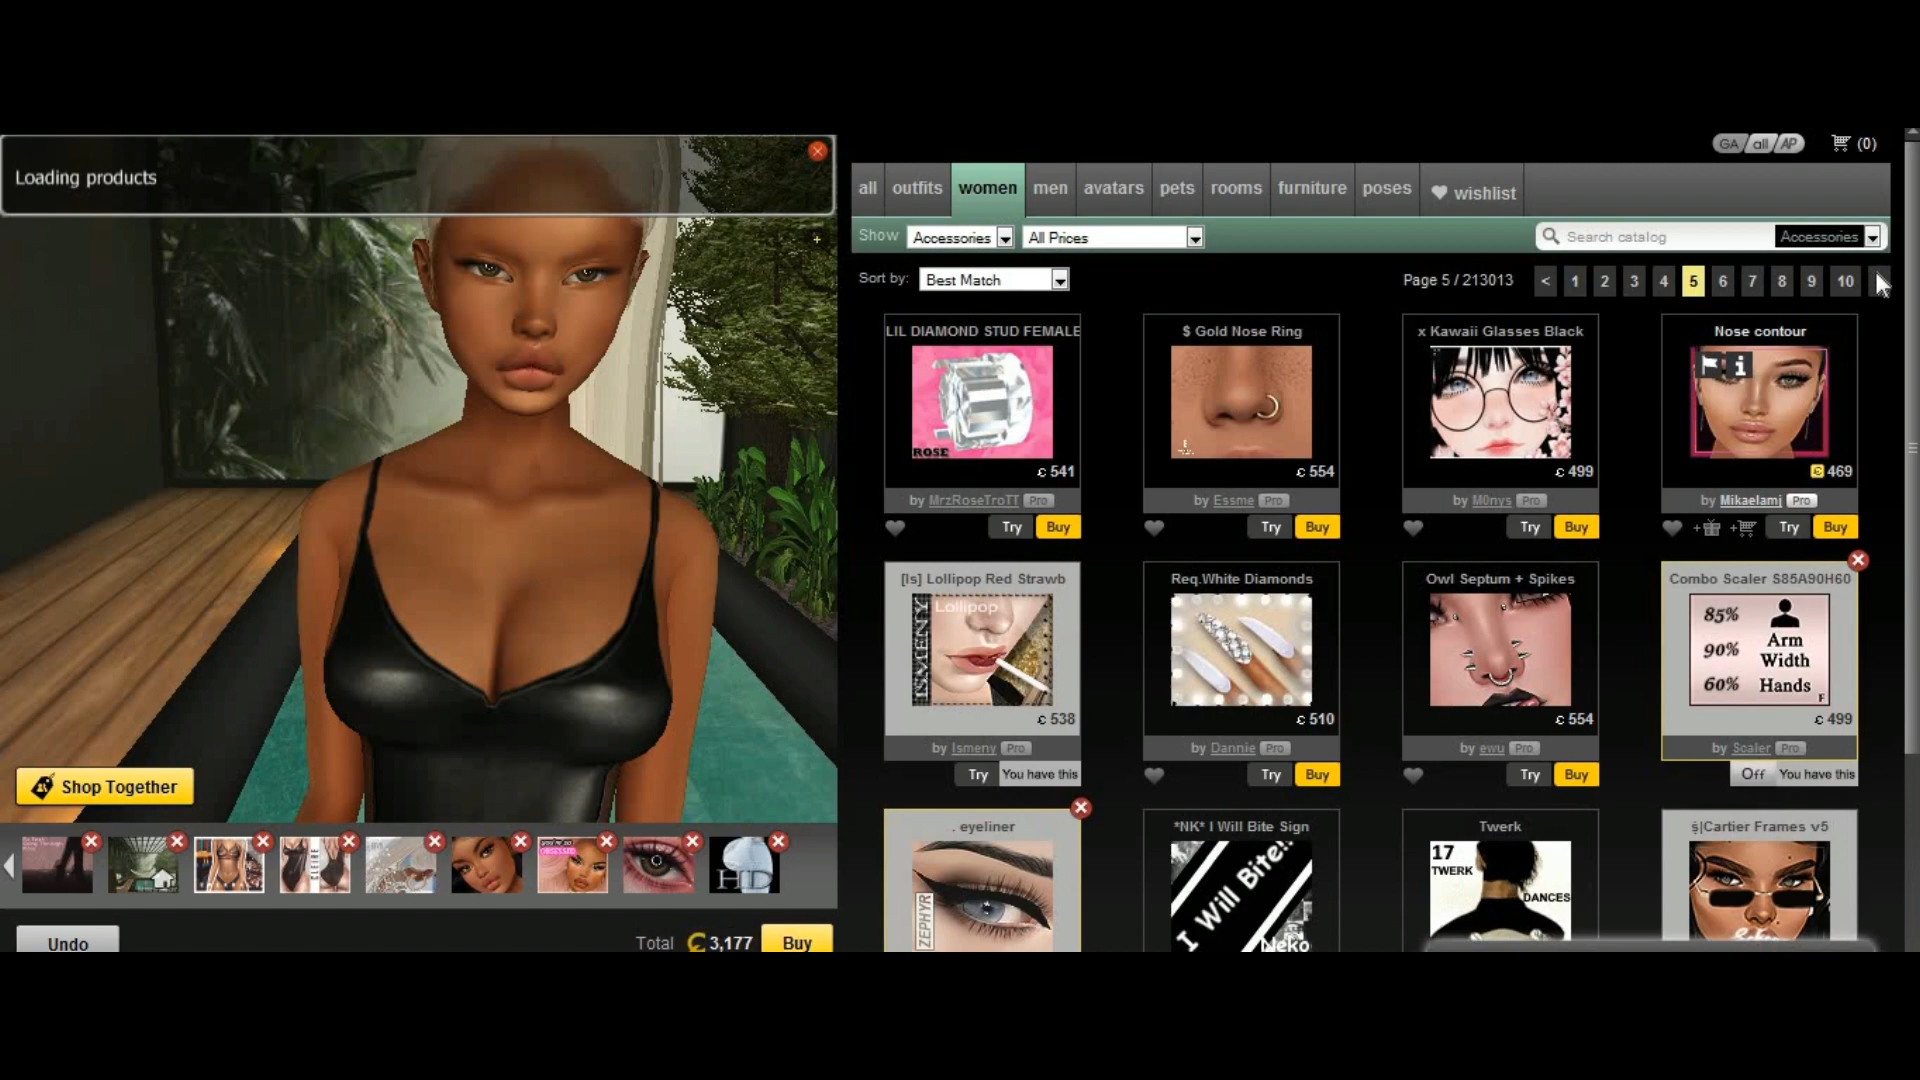 Loading products
GA all AP (0)
all outfits women men avatars pets rooms furniture poses wishlist
Show Accessories All Prices Search catalog Accessories
Sort by: Best Match Page 5 / 213013 < 1 2 3 4 5 6 7 8 9 10
LIL DIAMOND STUD FEMALE
ROSE
541
by MrzRoseTroTT Pro
Try Buy
$ Gold Nose Ring
554
by Essme Pro
Try Buy
x Kawaii Glasses Black
499
by M0nys Pro
Try Buy
Nose contour
469
by Mikaelami Pro
Try Buy
[Is] Lollipop Red Strawb
Lollipop
ISMENY
538
by Ismeny Pro
Try You have this
Req.White Diamonds
510
by Dannie Pro
Try Buy
Owl Septum + Spikes
554
by ewu Pro
Try Buy
Combo Scaler S85A90H60
85%
90% Arm Width
60% Hands
F
499
by Scaler Pro
Off You have this
. eyeliner
ZEPHYR
*NK* I Will Bite Sign
I Will Bite!!
Neko
Twerk
17
TWERK
DANCES
ş|Cartier Frames v5
Shop Together
you're so
OBSESSED
HD
Undo
Total 3,177 Buy